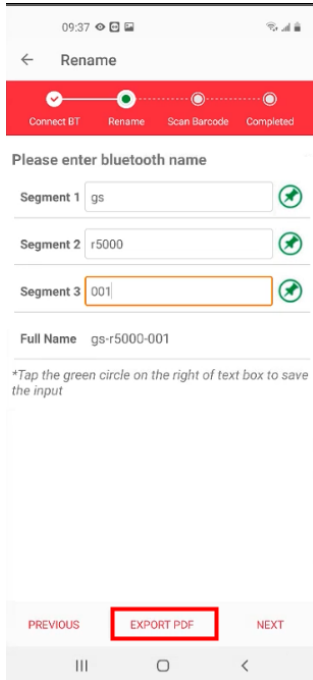 09:37
Rename
Connect BT Rename Scan Barcode Completed
Please enter bluetooth name
Segment 1 gs
Segment 2 r5000
Segment 3 001
Full Name gs-r5000-001
*Tap the green circle on the right of text box to save
the input
PREVIOUS EXPORT PDF NEXT